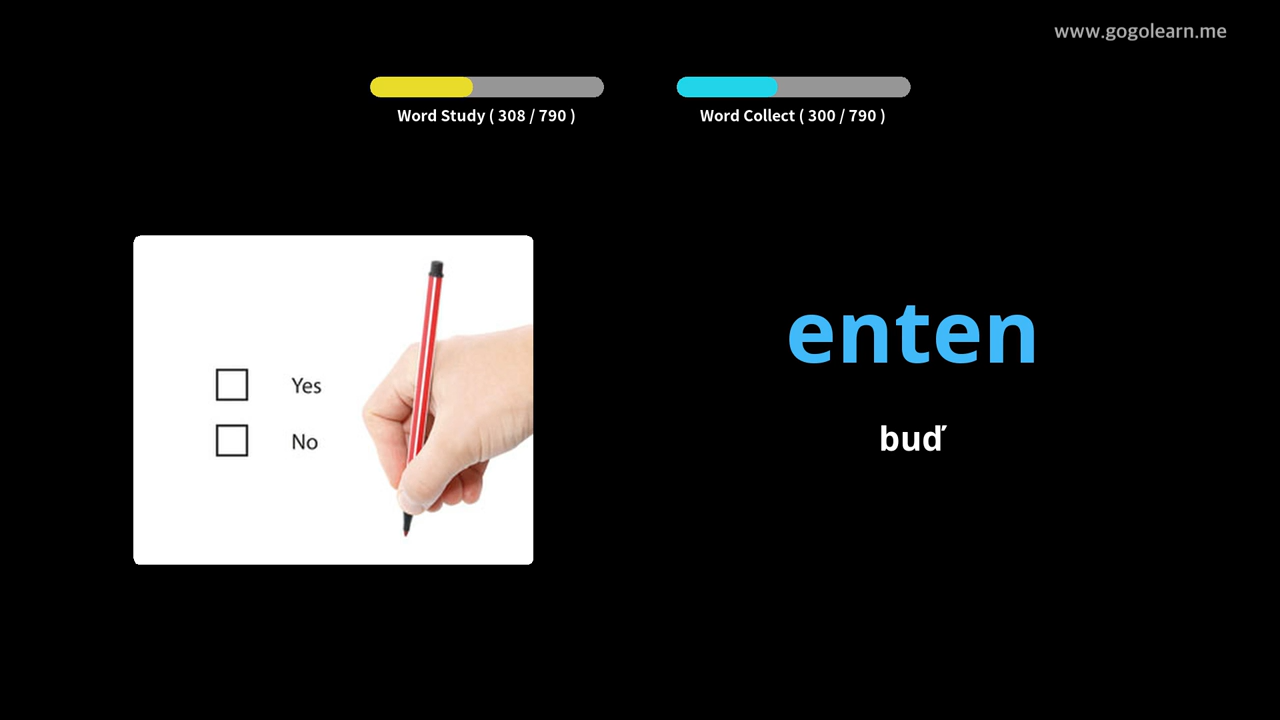 www.gogolearn.me
Word Study ( 308 / 790 )
Word Collect ( 300 / 790 )
Yes
No
enten
buď